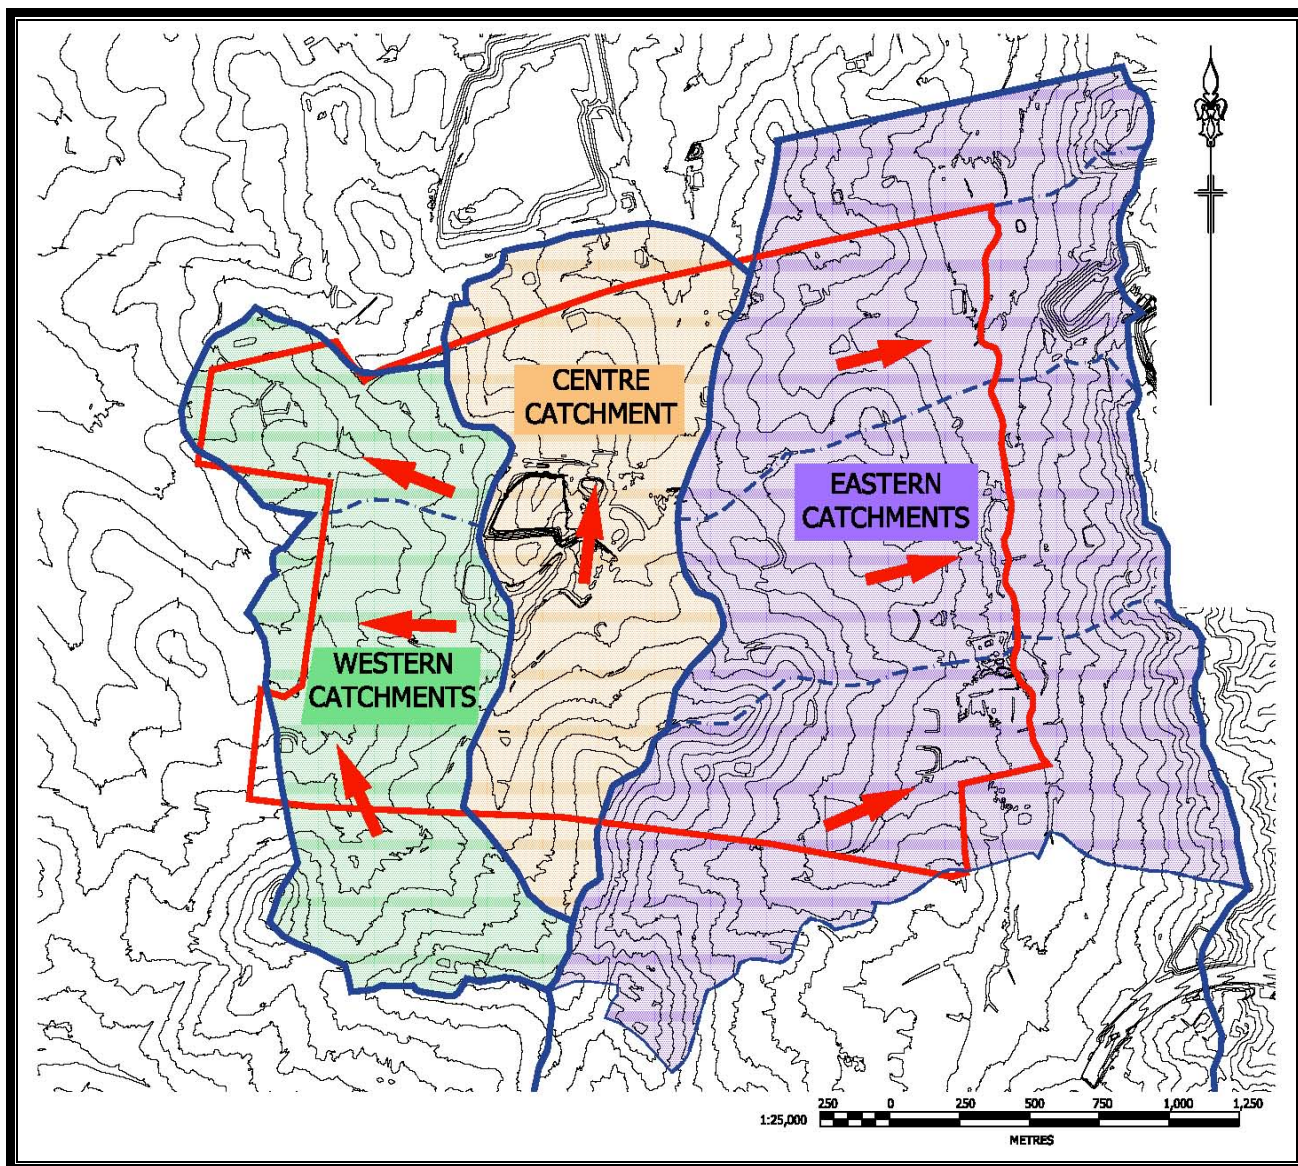 CENTRE
CATCHMENT
EASTERN
CATCHMENTS
WESTERN
CATCHMENTS
250 0 250 500 750 1,000 1,250
1:25,000
METRES